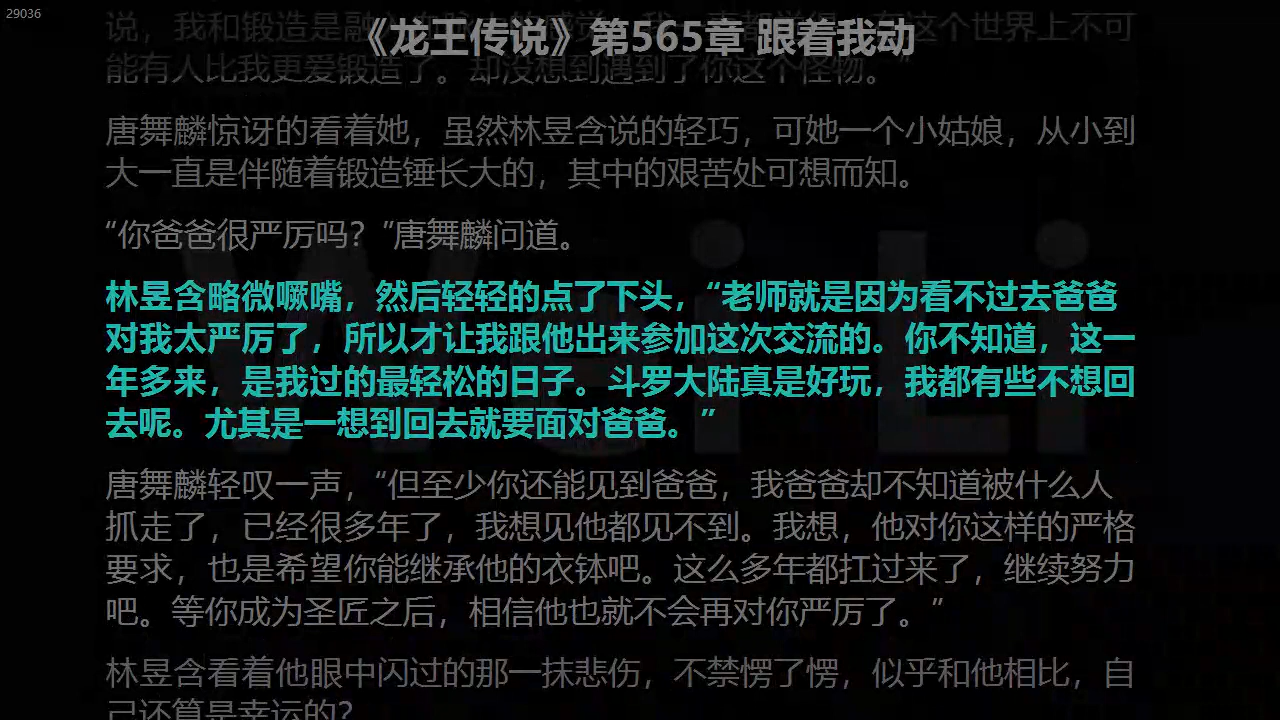 29036
《龙王传说》第565章 跟着我动
能有人比我更爱锻造了。却没想到遇到了你这个怪物。”
唐舞麟惊讶的看着她，虽然林昱含说的轻巧，可她一个小姑娘，从小到
大一直是伴随着锻造锤长大的，其中的艰苦处可想而知。
“你爸爸很严厉吗？”唐舞麟问道。
林昱含略微噘嘴，然后轻轻的点了下头，“老师就是因为看不过去爸爸
对我太严厉了，所以才让我跟他出来参加这次交流的。你不知道，这一
年多来，是我过的最轻松的日子。斗罗大陆真是好玩，我都有些不想回
去呢。尤其是一想到回去就要面对爸爸。”
唐舞麟轻叹一声，“但至少你还能见到爸爸，我爸爸却不知道被什么人
抓走了，已经很多年了，我想见他都见不到。我想，他对你这样的严格
要求，也是希望你能继承他的衣钵吧。这么多年都扛过来了，继续努力
吧。等你成为圣匠之后，相信他也就不会再对你严厉了。”
林昱含看着他眼中闪过的那一抹悲伤，不禁愣了愣，似乎和他相比，自
己还算是幸运的？
Wei Li